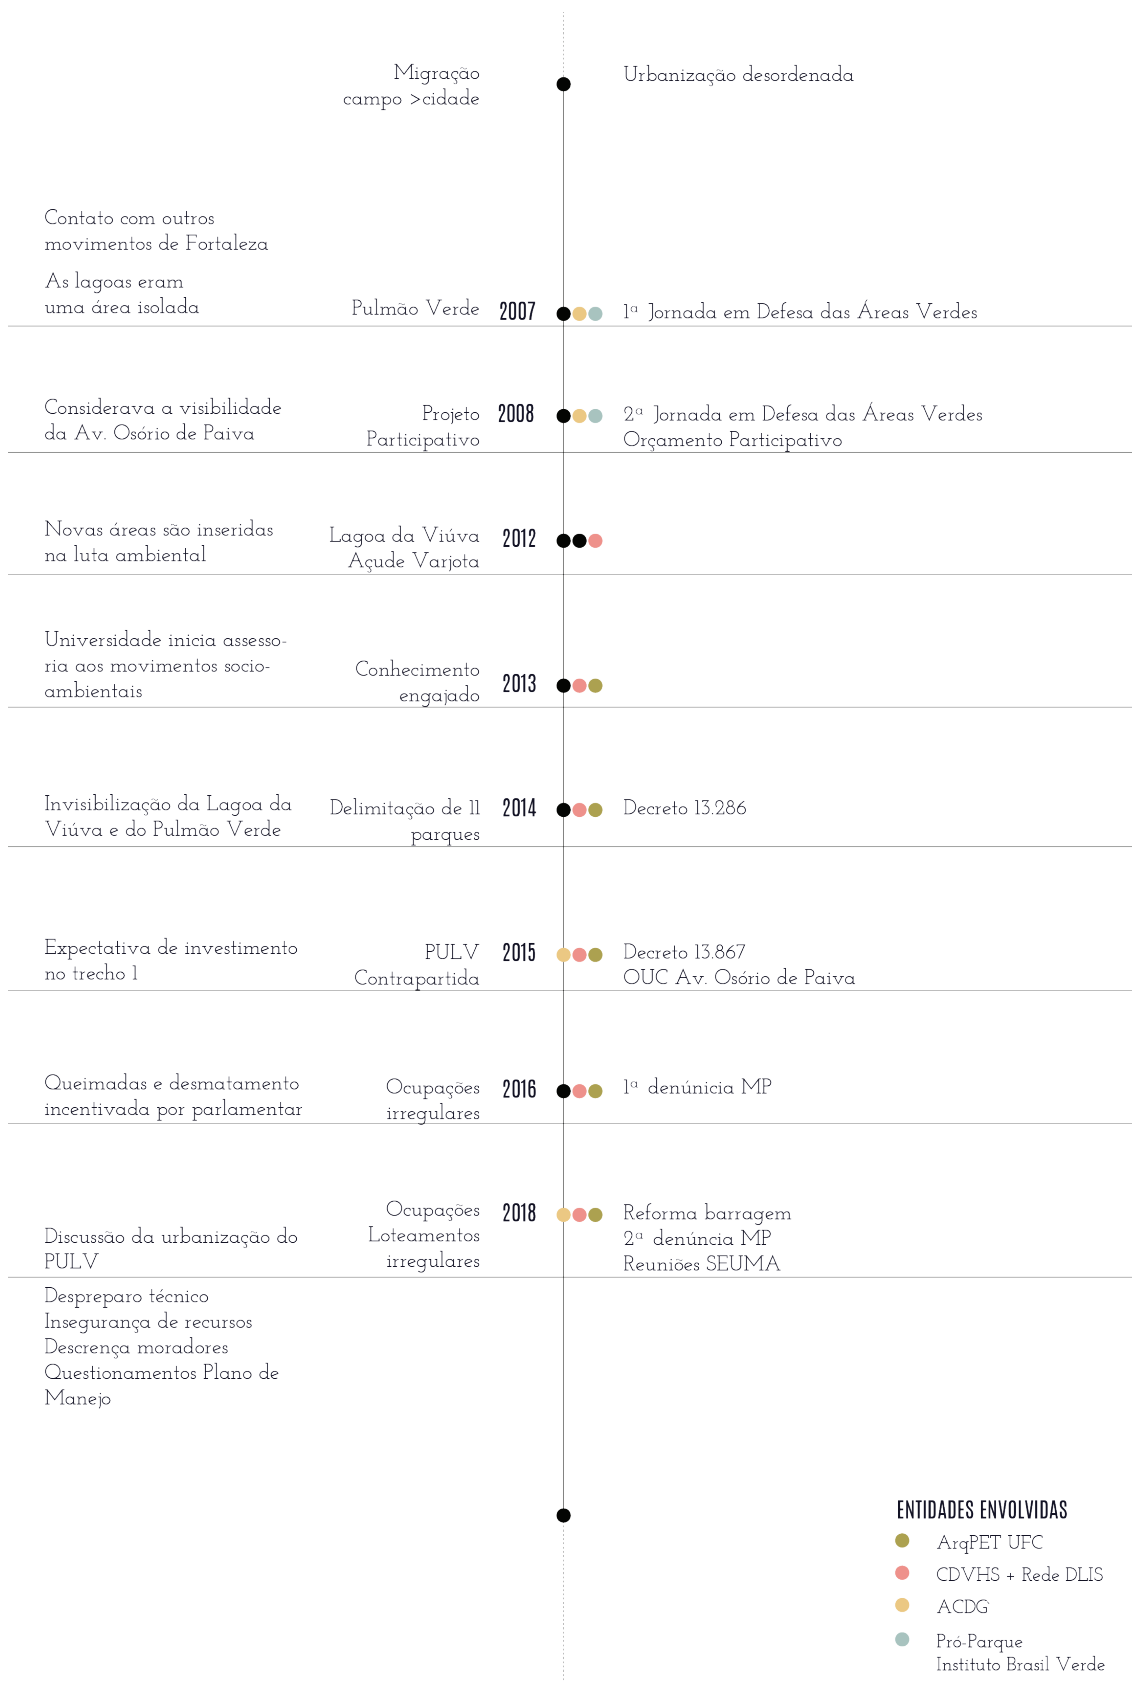 Migração
campo >cidade
Urbanização desordenada
Contato com outros
movimentos de Fortaleza
As lagoas eram
uma área isolada
Pulmão Verde
2007
1ª Jornada em Defesa das Áreas Verdes
Considerava a visibilidade
da Av. Osório de Paiva
Projeto
Participativo
2008
2ª Jornada em Defesa das Áreas Verdes
Orçamento Participativo
Novas áreas são inseridas
na luta ambiental
Lagoa da Viúva
Açude Varjota
2012
Universidade inicia assesso-
ria aos movimentos socio-
ambientais
Conhecimento
engajado
2013
Invisibilização da Lagoa da
Viúva e do Pulmão Verde
Delimitação de 11
parques
2014
Decreto 13.286
Expectativa de investimento
no trecho 1
PULV
Contrapartida
2015
Decreto 13.867
OUC Av. Osório de Paiva
Queimadas e desmatamento
incentivada por parlamentar
Ocupações
irregulares
2016
1ª denúnicia MP
Discussão da urbanização do
PULV
Ocupações
Loteamentos
irregulares
2018
Reforma barragem
2ª denúncia MP
Reuniões SEUMA
Despreparo técnico
Insegurança de recursos
Descrença moradores
Questionamentos Plano de
Manejo
ENTIDADES ENVOLVIDAS
ArqPET UFC
CDVHS + Rede DLIS
ACDG
Pró-Parque
Instituto Brasil Verde